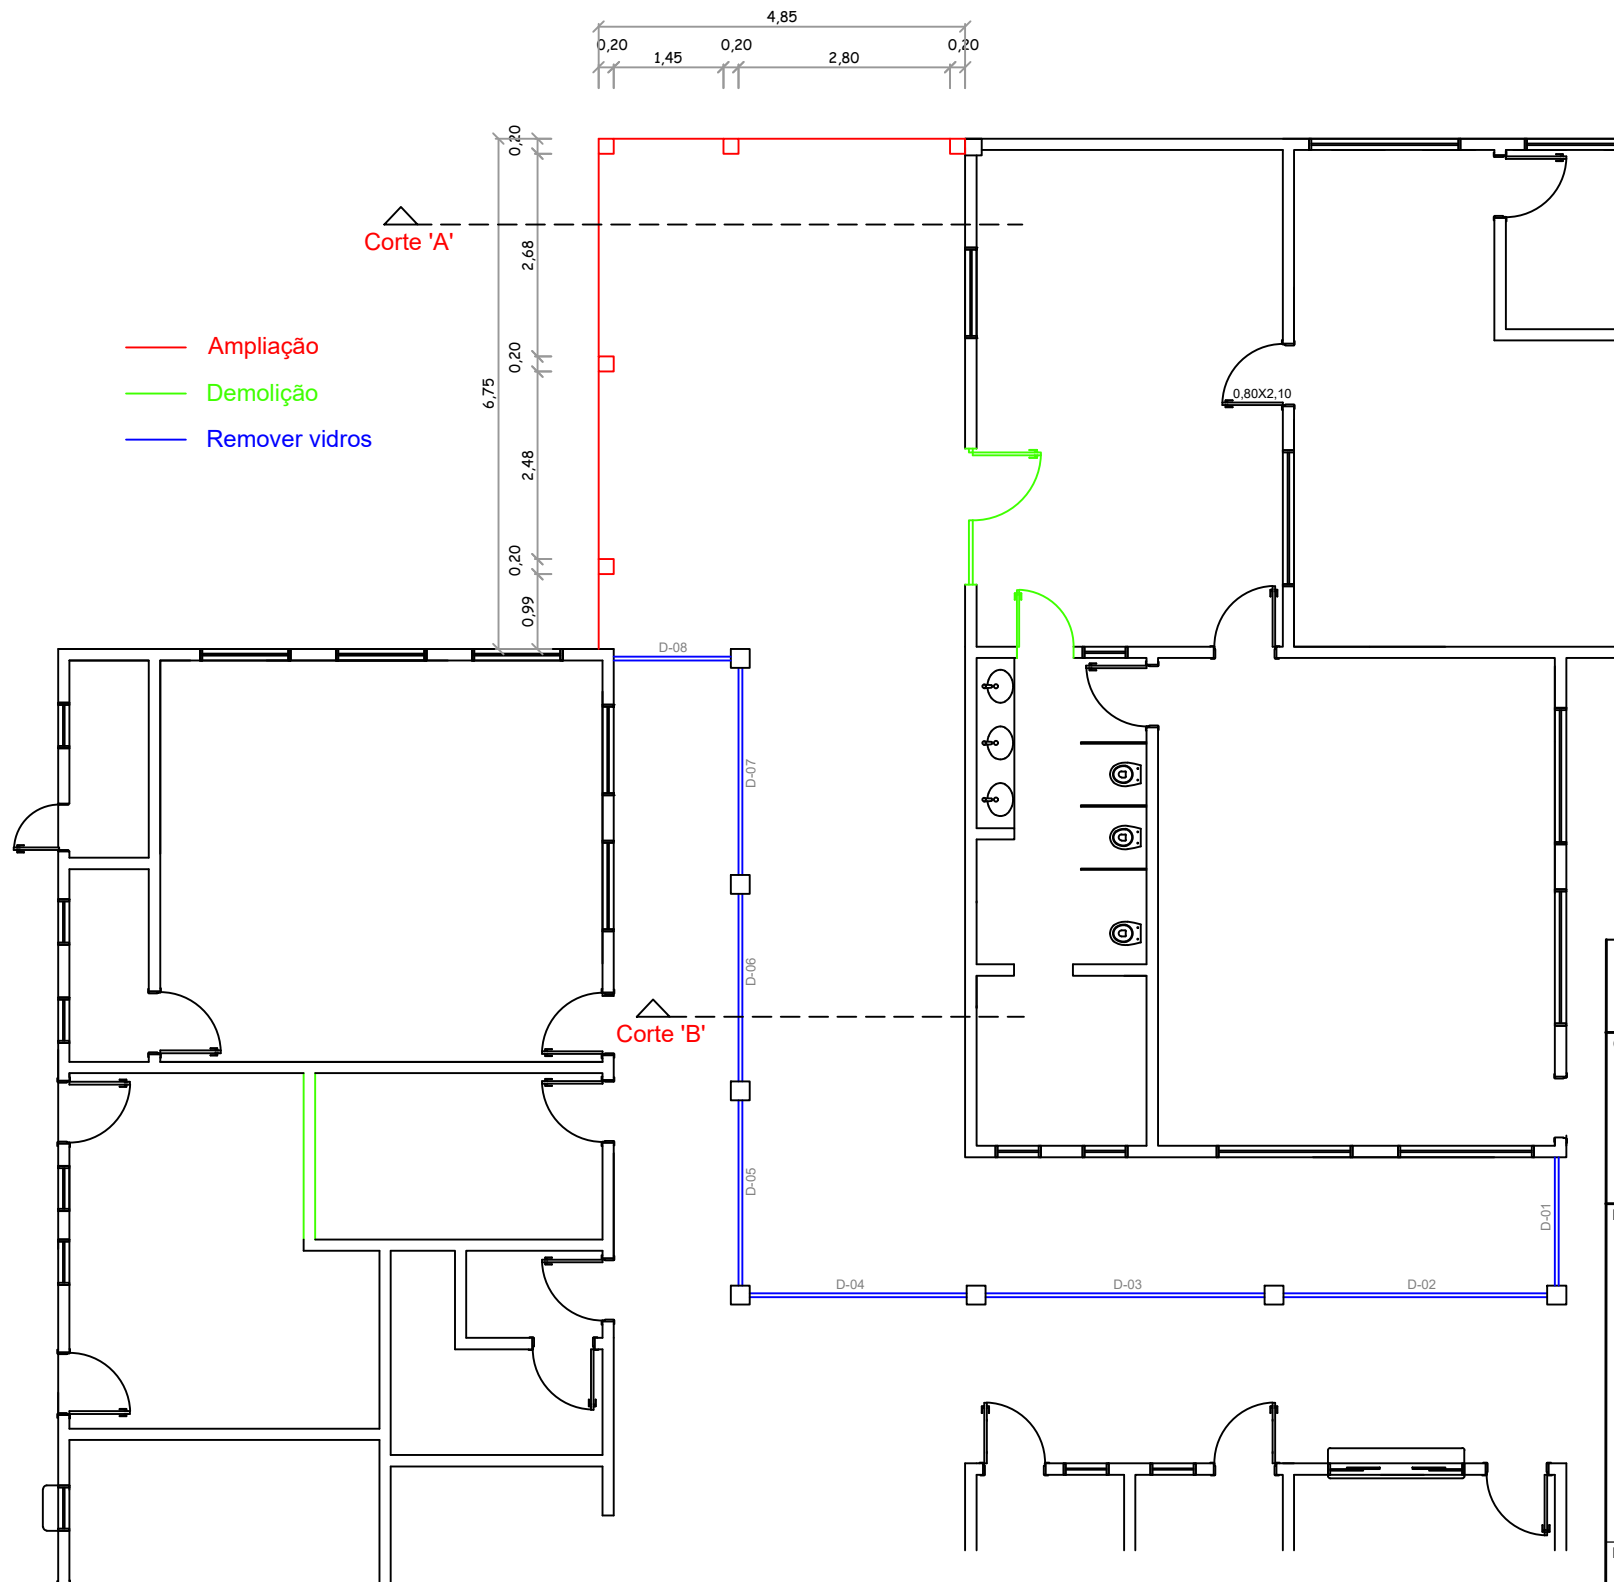 4,85
0,20
0,20
0,20
1,45
2,80
0,20
Corte 'A'
2,68
Ampliação
0,20
6,75
Demolição
0,80X2,10
Remover vidros
2,48
0,20
0,99
D-08
D-07
D-06
Corte 'B'
D-05
D-01
D-04
D-03
D-02